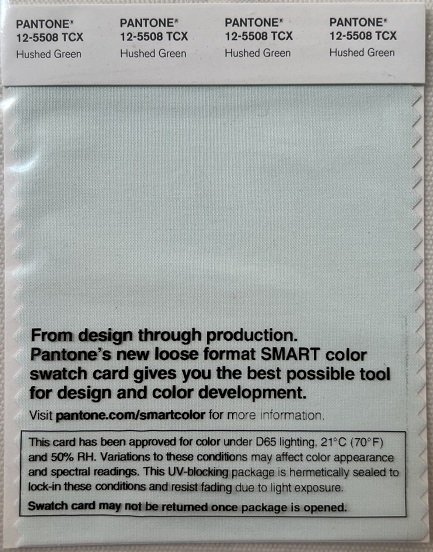 PANTONE® PANTONE® PANTONE® PANTONE®
12-5508 TCX 12-5508 TCX 12-5508 TCX 12-5508 TCX
Hushed Green Hushed Green Hushed Green Hushed Green
From design through production.
Pantone's new loose format SMART color
swatch card gives you the best possible tool
for design and color development.
Visit pantone.com/smartcolor for more information.
This card has been approved for color under D65 lighting, 21°C (70°F)
and 50% RH. Variations to these conditions may affect color appearance
and spectral readings. This UV-blocking package is hermetically sealed to
lock-in these conditions and resist fading due to light exposure.
Swatch card may not be returned once package is opened.